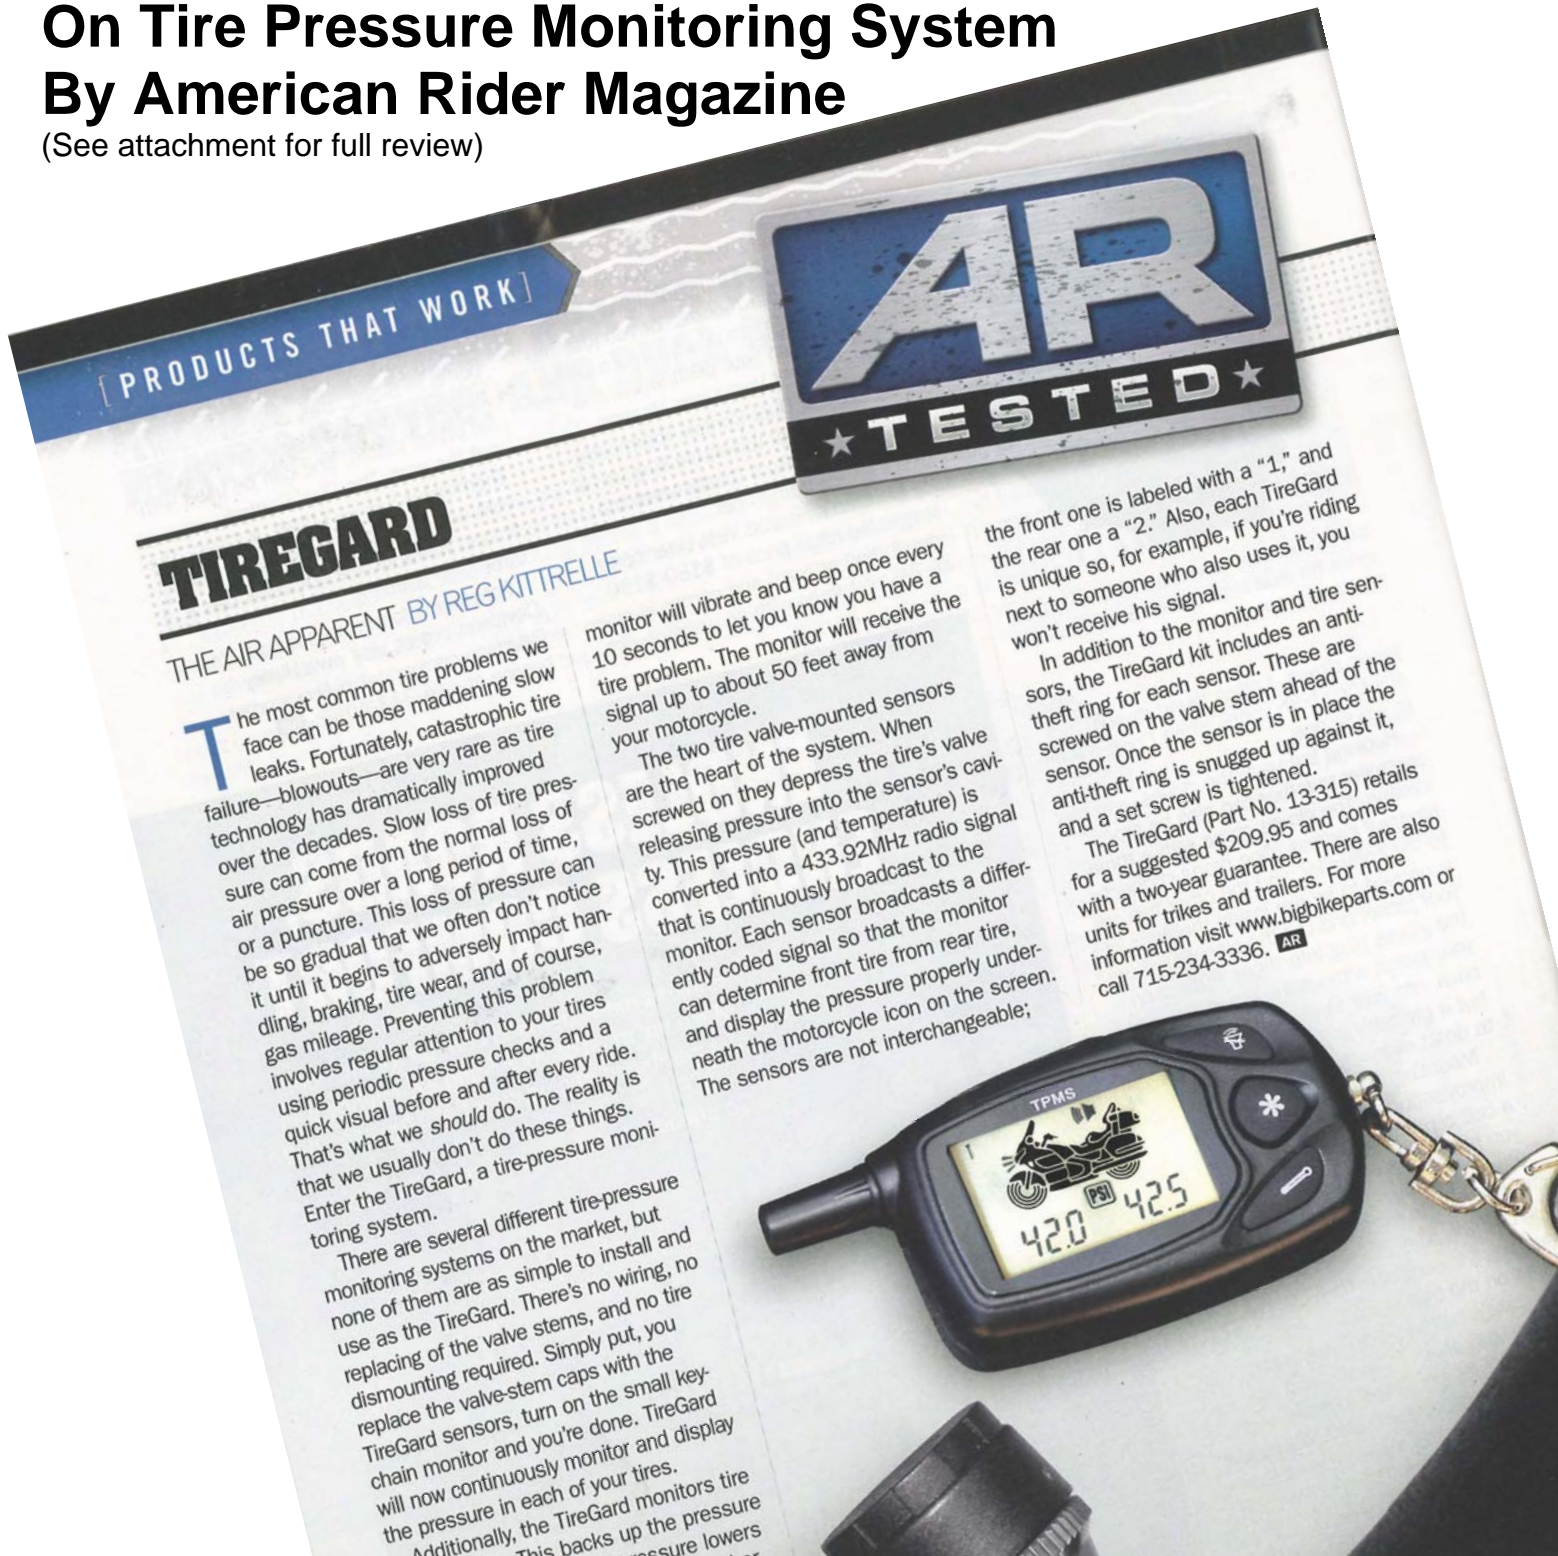 On Tire Pressure Monitoring System
By American Rider Magazine
(See attachment for full review)
[PRODUCTS THAT WORK]
AR
TESTED
TIREGARD
THE AIR APPARENT BY REG KITTRELLE
The most common tire problems we
face can be those maddening slow
leaks. Fortunately, catastrophic tire
failure—blowouts—are very rare as tire
technology has dramatically improved
over the decades. Slow loss of tire pres-
sure can come from the normal loss of
air pressure over a long period of time,
or a puncture. This loss of pressure can
be so gradual that we often don't notice
it until it begins to adversely impact han-
dling, braking, tire wear, and of course,
gas mileage. Preventing this problem
involves regular attention to your tires
using periodic pressure checks and a
quick visual before and after every ride.
That's what we should do. The reality is
that we usually don't do these things.
Enter the TireGard, a tire-pressure moni-
toring system.
There are several different tire-pressure
monitoring systems on the market, but
none of them are as simple to install and
use as the TireGard. There's no wiring, no
replacing of the valve stems, and no tire
dismounting required. Simply put, you
replace the valve-stem caps with the
TireGard sensors, turn on the small key-
chain monitor and you're done. TireGard
will now continuously monitor and display
the pressure in each of your tires.
Additionally, the TireGard monitors tire
This backs up the pressure
lowers
monitor will vibrate and beep once every
10 seconds to let you know you have a
tire problem. The monitor will receive the
signal up to about 50 feet away from
your motorcycle.
The two tire valve-mounted sensors
are the heart of the system. When
screwed on they depress the tire's valve
releasing pressure into the sensor's cavi-
ty. This pressure (and temperature) is
converted into a 433.92MHz radio signal
that is continuously broadcast to the
monitor. Each sensor broadcasts a differ-
ently coded signal so that the monitor
can determine front tire from rear tire,
and display the pressure properly under-
neath the motorcycle icon on the screen.
The sensors are not interchangeable;
the front one is labeled with a "1," and
the rear one a "2." Also, each TireGard
is unique so, for example, if you're riding
next to someone who also uses it, you
won't receive his signal.
In addition to the monitor and tire sen-
sors, the TireGard kit includes an anti-
theft ring for each sensor. These are
screwed on the valve stem ahead of the
sensor. Once the sensor is in place the
anti-theft ring is snugged up against it,
and a set screw is tightened.
The TireGard (Part No. 13-315) retails
for a suggested $209.95 and comes
with a two-year guarantee. There are also
units for trikes and trailers. For more
information visit www.bigbikeparts.com or
call 715-234-3336. AR
TPMS
42.0 PSI 42.5